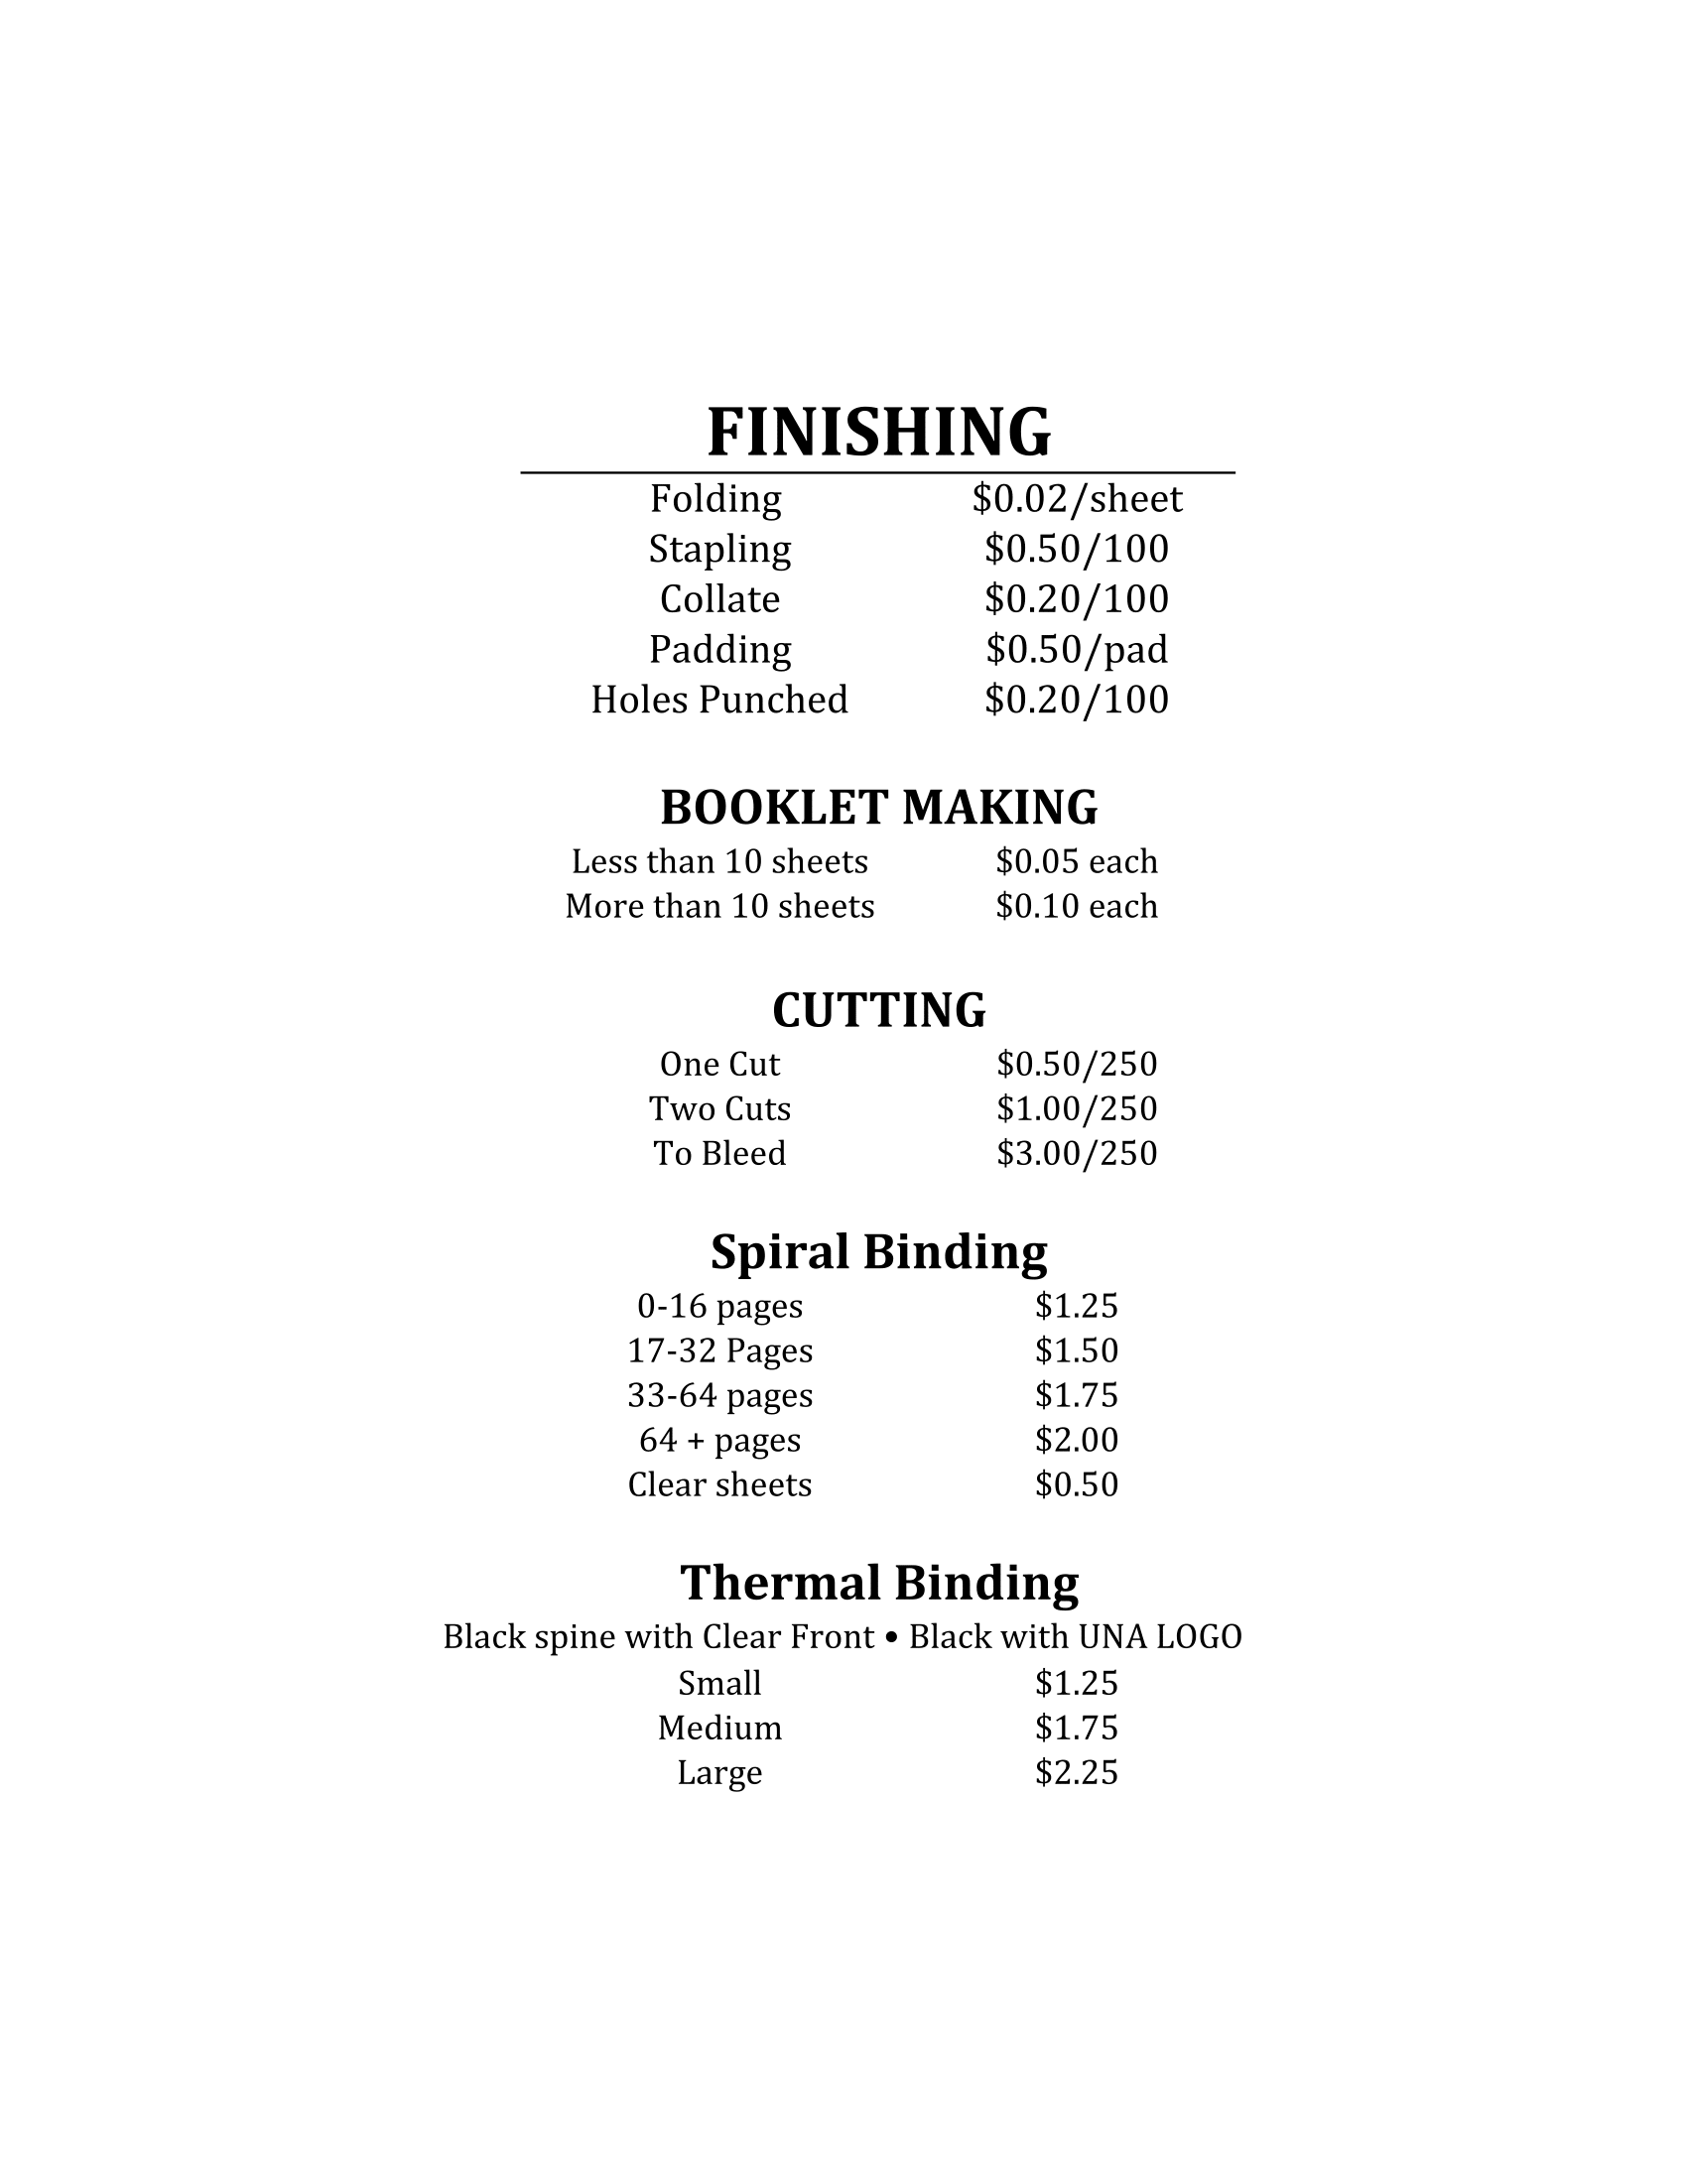 FINISHING
Folding $0.02/sheet
Stapling $0.50/100
Collate $0.20/100
Padding $0.50/pad
Holes Punched $0.20/100
BOOKLET MAKING
Less than 10 sheets $0.05 each
More than 10 sheets $0.10 each
CUTTING
One Cut $0.50/250
Two Cuts $1.00/250
To Bleed $3.00/250
Spiral Binding
0-16 pages $1.25
17-32 Pages $1.50
33-64 pages $1.75
64 + pages $2.00
Clear sheets $0.50
Thermal Binding
Black spine with Clear Front • Black with UNA LOGO
Small $1.25
Medium $1.75
Large $2.25